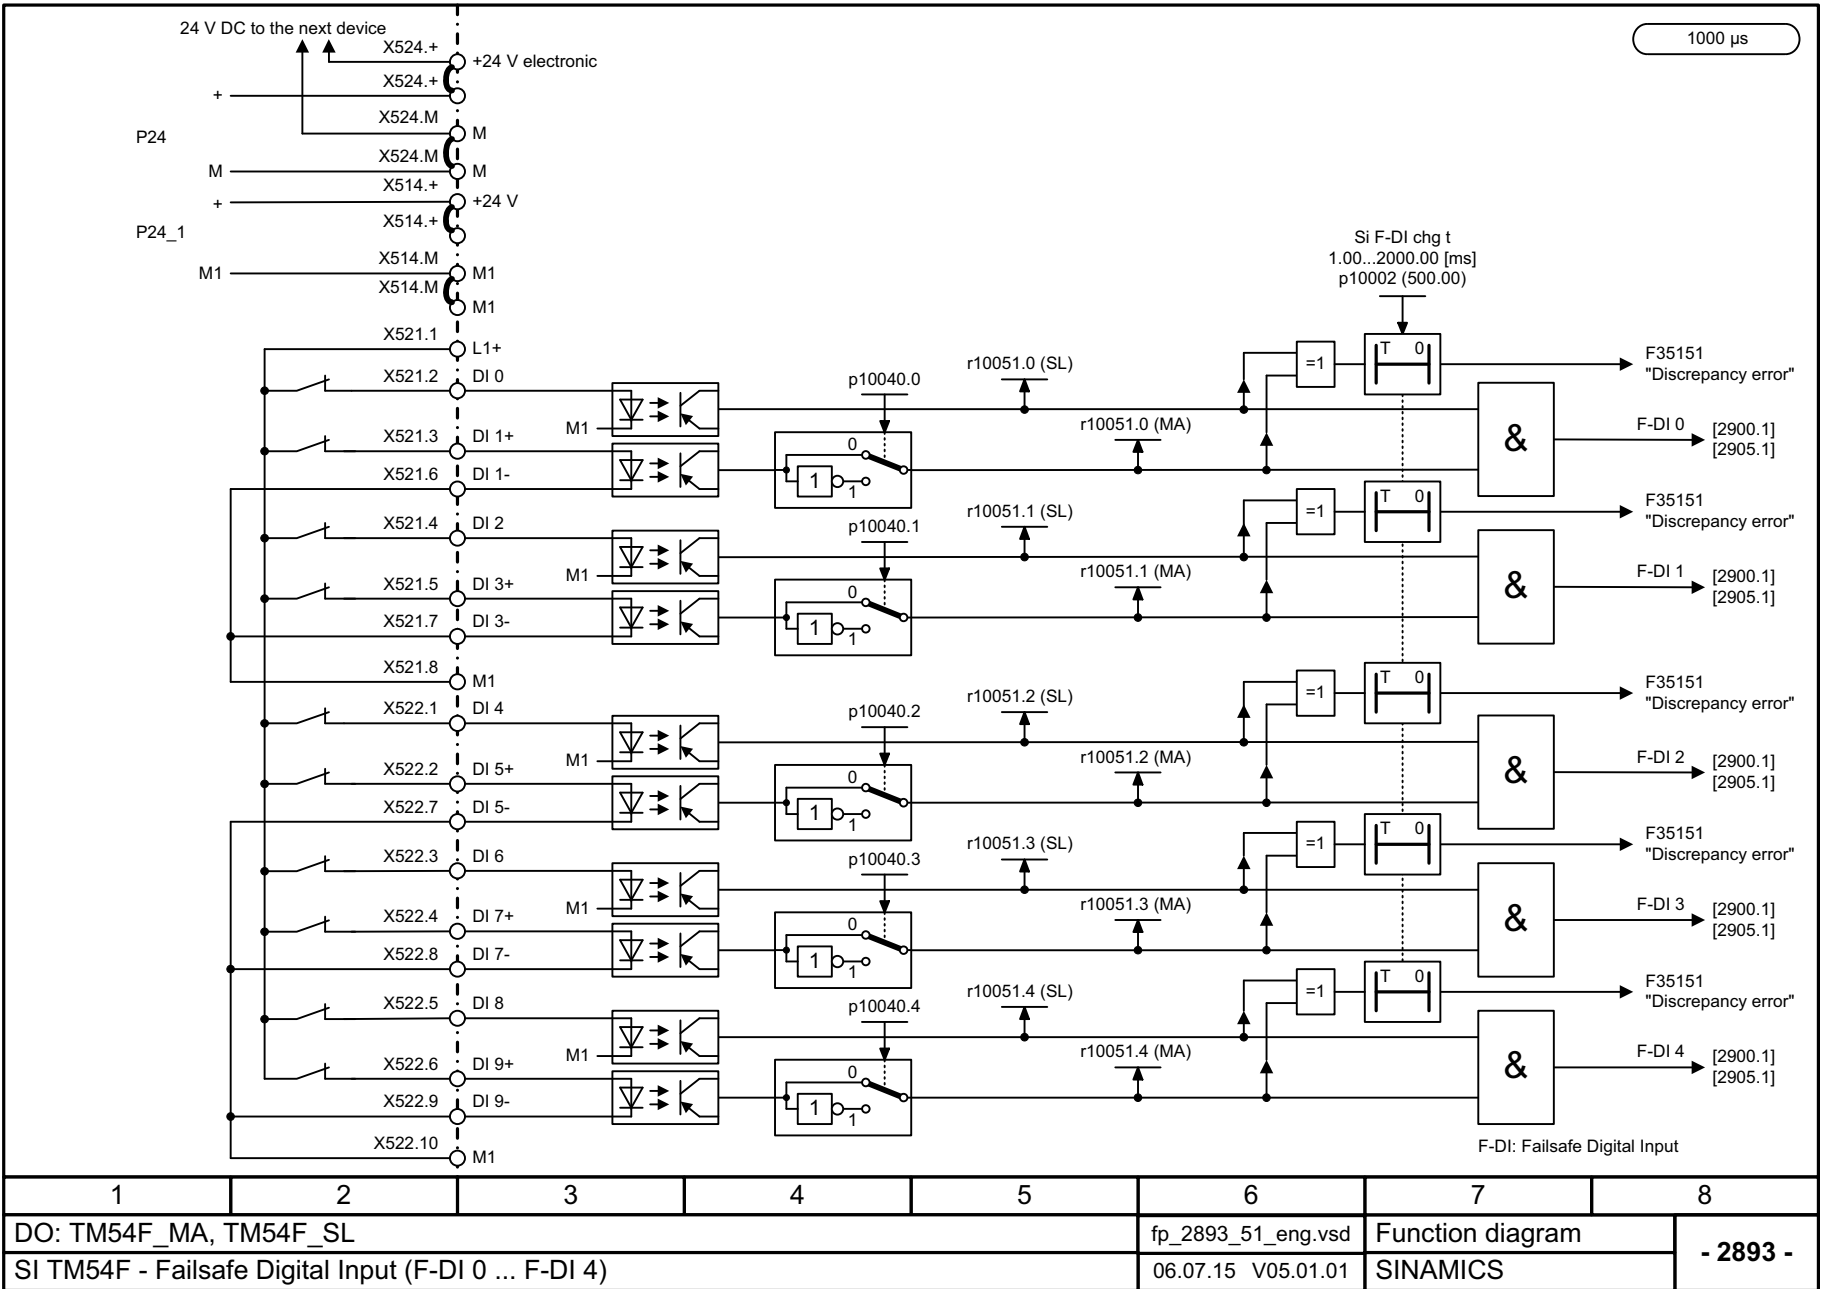 24 V DC to the next device
1000 µs
X524.+
+24 V electronic
X524.+
+
X524.M
M
P24
X524.M
M
M
X514.+
+
+24 V
X514.+
P24_1
X514.M
M1
M1
X514.M
M1
Si F-DI chg t
1.00...2000.00 [ms]
p10002 (500.00)
X521.1
L1+
X521.2
DI 0
M1
X521.3
DI 1+
X521.6
DI 1-
p10040.0
0
1
1
r10051.0 (SL)
r10051.0 (MA)
=1
T 0
F35151
"Discrepancy error"
&
F-DI 0
[2900.1]
[2905.1]
X521.4
DI 2
M1
X521.5
DI 3+
X521.7
DI 3-
X521.8
M1
p10040.1
0
1
1
r10051.1 (SL)
r10051.1 (MA)
=1
T 0
F35151
"Discrepancy error"
&
F-DI 1
[2900.1]
[2905.1]
X522.1
DI 4
M1
X522.2
DI 5+
X522.7
DI 5-
p10040.2
0
1
1
r10051.2 (SL)
r10051.2 (MA)
=1
T 0
F35151
"Discrepancy error"
&
F-DI 2
[2900.1]
[2905.1]
X522.3
DI 6
M1
X522.4
DI 7+
X522.8
DI 7-
p10040.3
0
1
1
r10051.3 (SL)
r10051.3 (MA)
=1
T 0
F35151
"Discrepancy error"
&
F-DI 3
[2900.1]
[2905.1]
X522.5
DI 8
M1
X522.6
DI 9+
X522.9
DI 9-
X522.10
M1
p10040.4
0
1
1
r10051.4 (SL)
r10051.4 (MA)
=1
T 0
F35151
"Discrepancy error"
&
F-DI 4
[2900.1]
[2905.1]
F-DI: Failsafe Digital Input
1 2 3 4 5 6 7 8
DO: TM54F_MA, TM54F_SL
fp_2893_51_eng.vsd
Function diagram
- 2893 -
SI TM54F - Failsafe Digital Input (F-DI 0 ... F-DI 4)
06.07.15 V05.01.01
SINAMICS